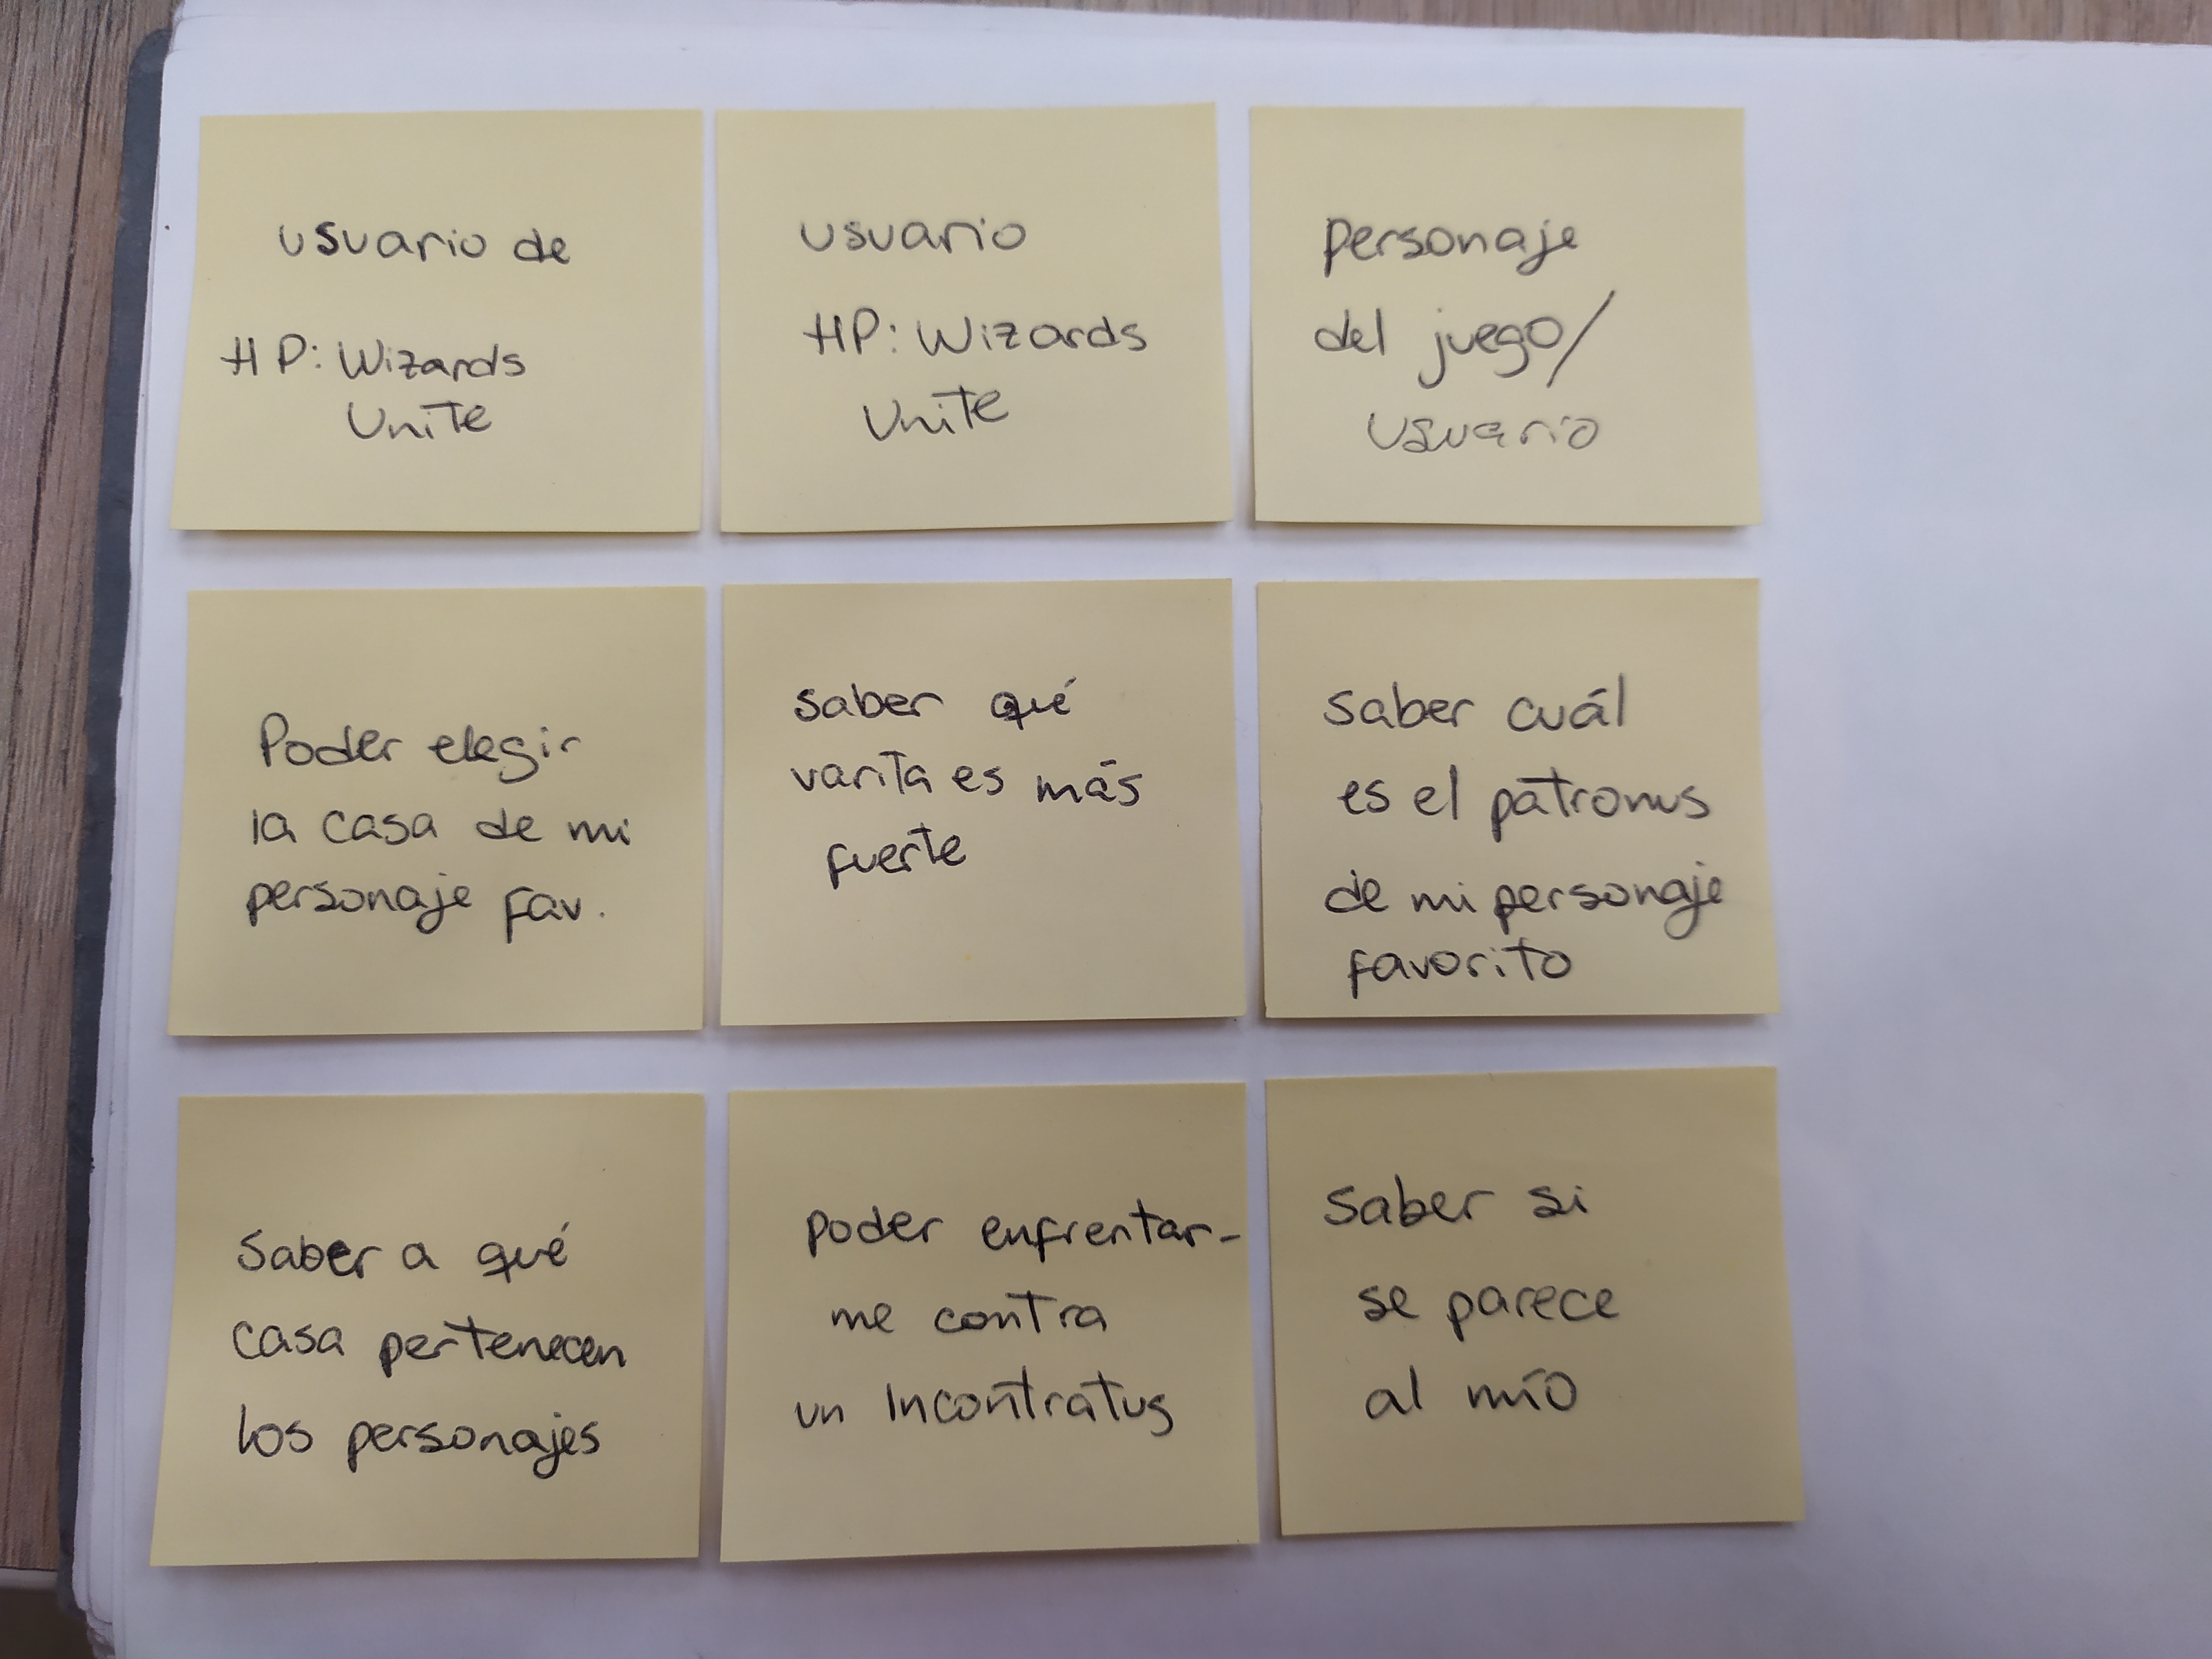 usuario de
HP: Wizards
Unite
usuario
HP: Wizards
Unite
personaje
del juego/
usuario
Poder elegir
la casa de mi
personaje fav.
saber qué
varita es más
fuerte
saber cuál
es el patronus
de mi personaje
favorito
saber a qué
casa pertenecen
los personajes
poder enfrentar-
me contra
un Incontratus
saber si
se parece
al mío